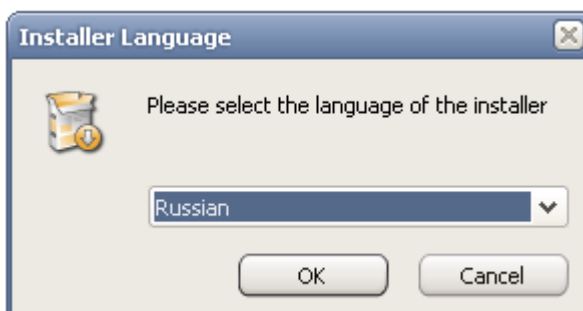 Installer Language
Please select the language of the installer
Russian
OK
Cancel